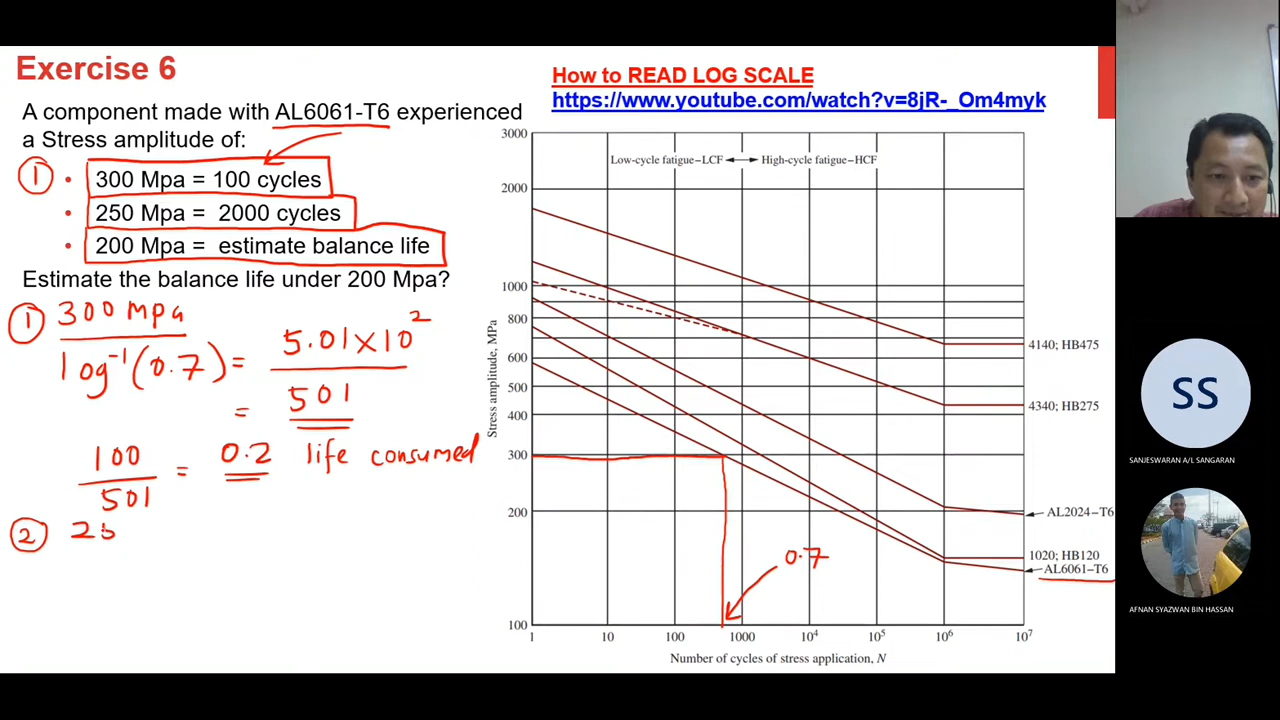 Exercise 6
A component made with AL6061-T6 experienced
a Stress amplitude of:
① • 300 Mpa = 100 cycles
• 250 Mpa = 2000 cycles
• 200 Mpa = estimate balance life
Estimate the balance life under 200 Mpa?
① 300 Mpa
log⁻¹(0.7) = 5.01×10²
= 501
100
501
= 0.2 life consumed
② 25
How to READ LOG SCALE
https://www.youtube.com/watch?v=8jR-_Om4myk
Low-cycle fatigue–LCF
High-cycle fatigue–HCF
Stress amplitude, MPa
3000
2000
1000
800
600
500
400
300
200
100
4140; HB475
4340; HB275
AL2024–T6
1020; HB120
AL6061–T6
0.7
1 10 100 1000 10⁴ 10⁵ 10⁶ 10⁷
Number of cycles of stress application, N
SS
SANJESWARAN A/L SANGARAN
AFNAN SYAZWAN BIN HASSAN